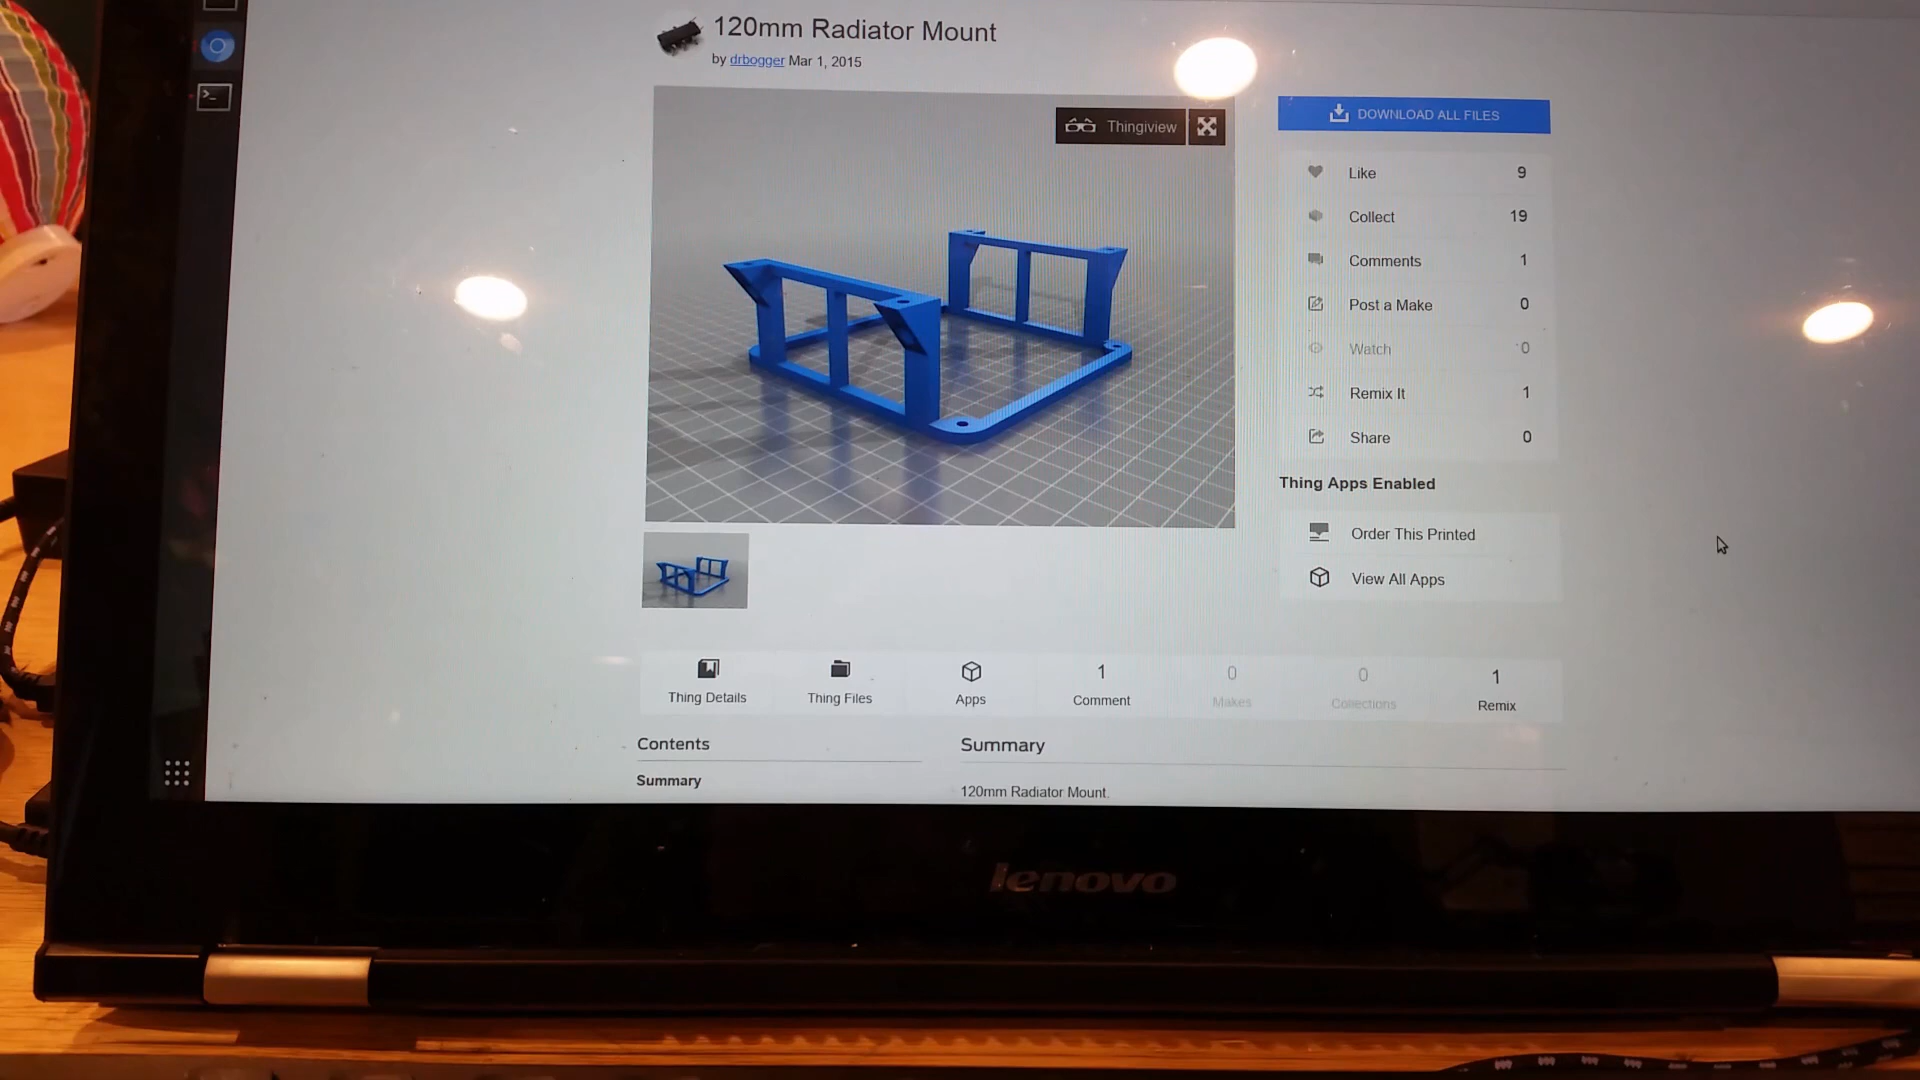 120mm Radiator Mount
by drbogger Mar 1, 2015
Thingiview
DOWNLOAD ALL FILES
Like 9
Collect 19
Comments 1
Post a Make 0
Watch 0
Remix It 1
Share 0
Thing Apps Enabled
Order This Printed
View All Apps
Thing Details
Thing Files
Apps
1
Comment
0
Makes
0
Collections
1
Remix
Contents
Summary
Summary
120mm Radiator Mount.
lenovo